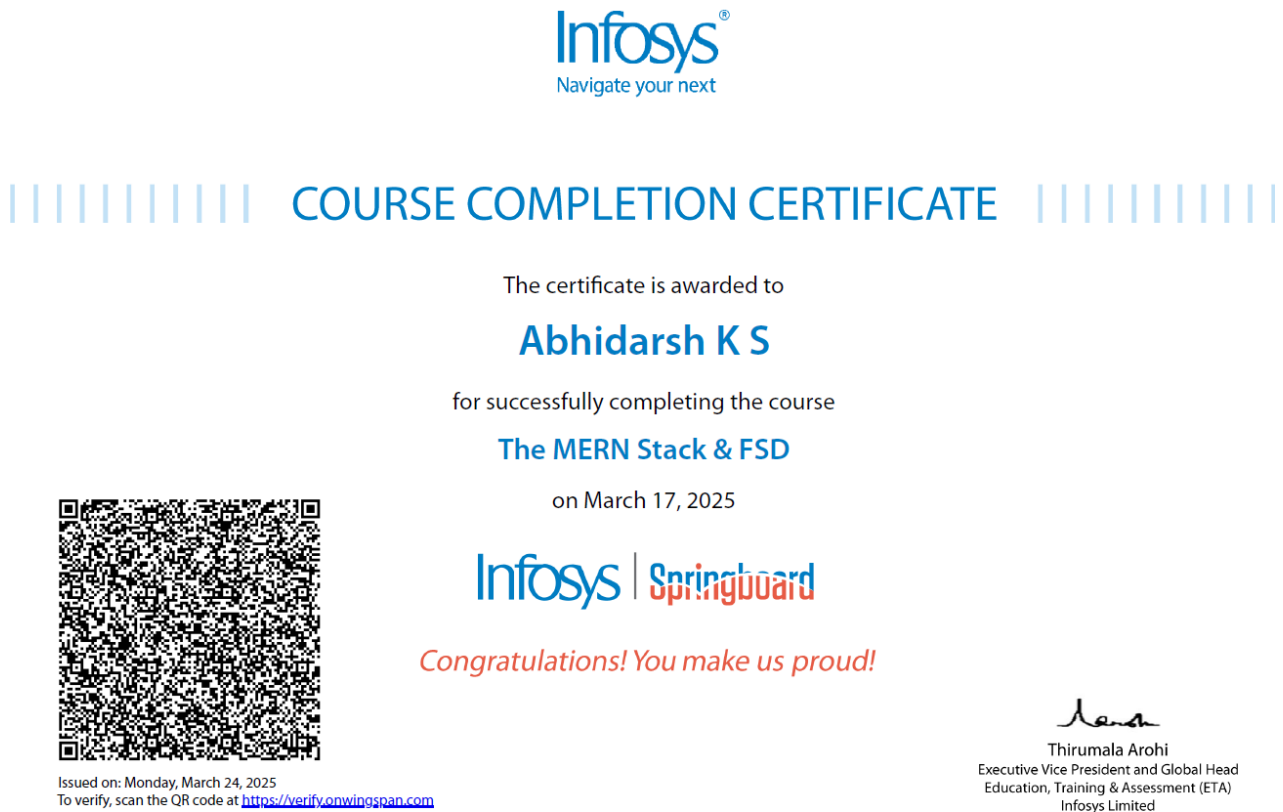 Infosys®
Navigate your next
COURSE COMPLETION CERTIFICATE
The certificate is awarded to
Abhidarsh K S
for successfully completing the course
The MERN Stack & FSD
on March 17, 2025
Infosys | Springboard
Congratulations! You make us proud!
Issued on: Monday, March 24, 2025
To verify, scan the QR code at https://verify.onwingspan.com
Thirumala Arohi
Executive Vice President and Global Head
Education, Training & Assessment (ETA)
Infosys Limited